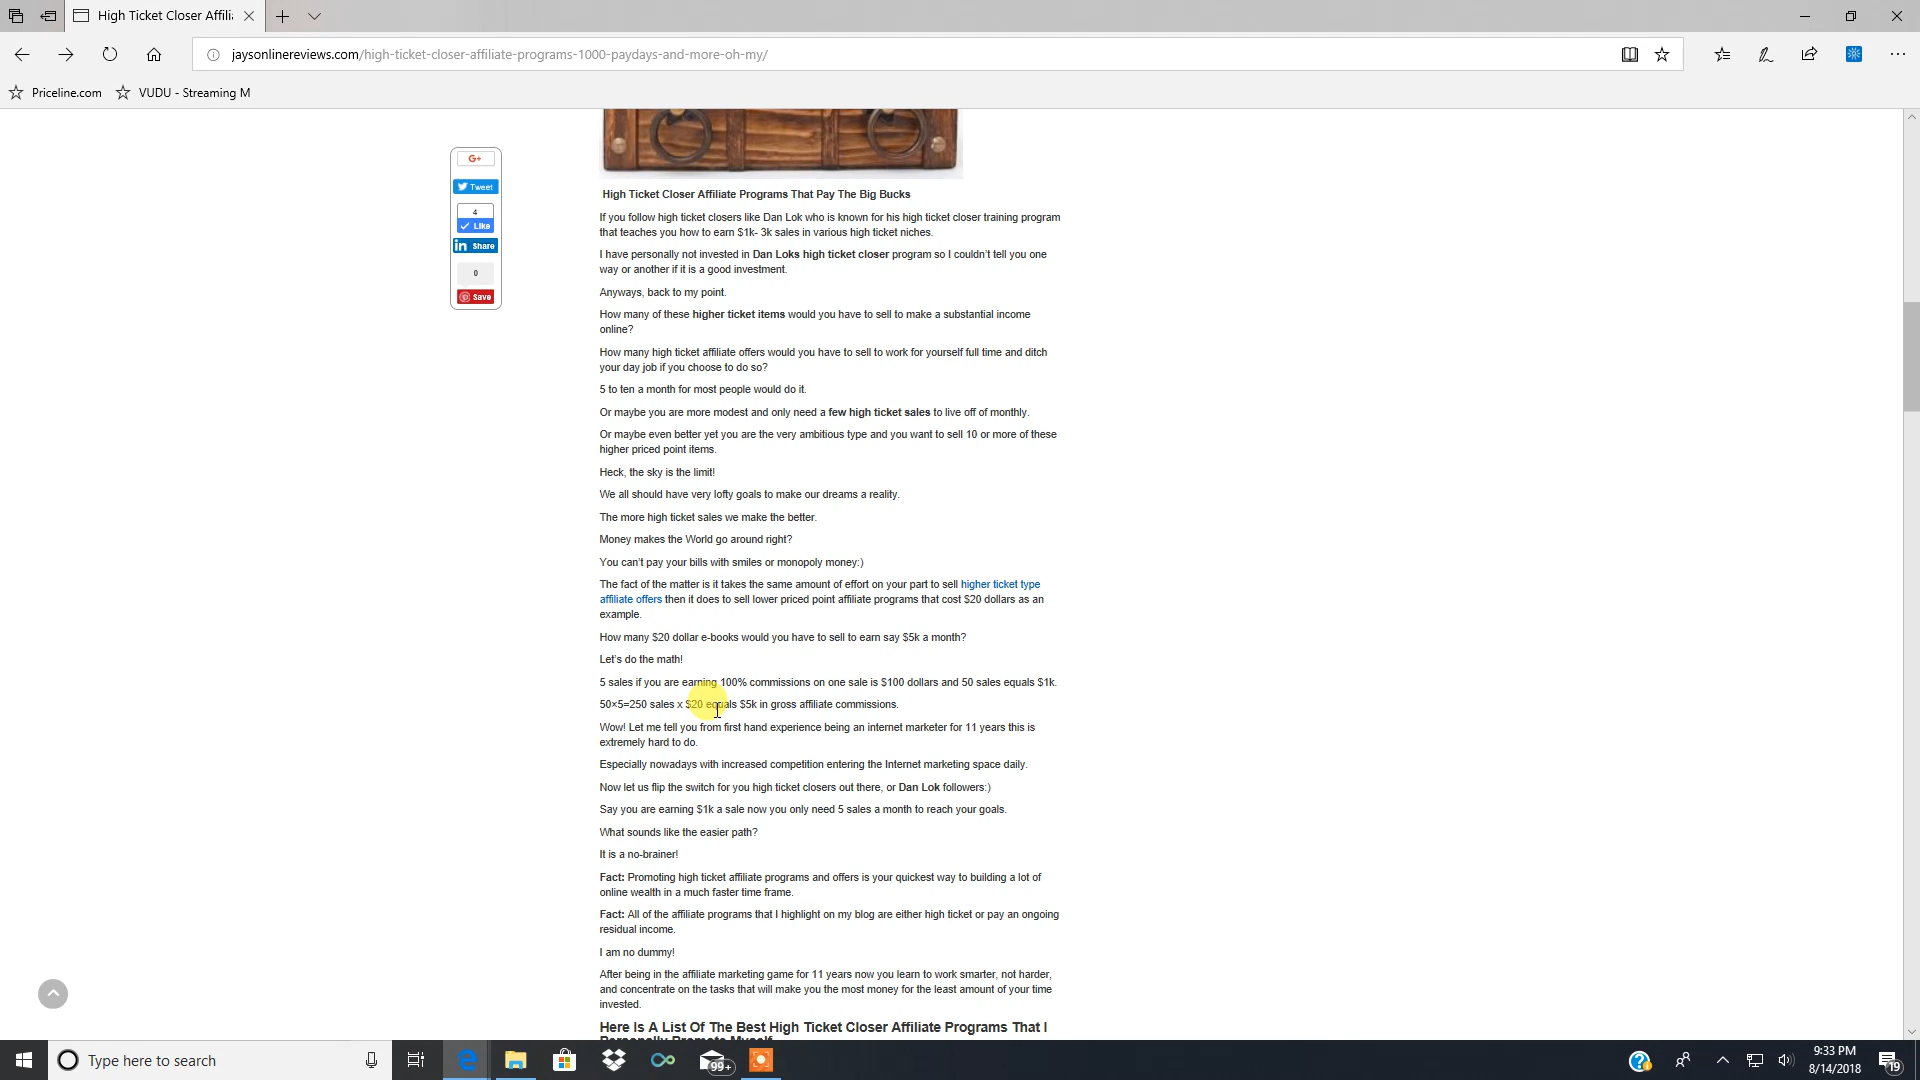 High Ticket Closer Affili
jaysonlinereviews.com/high-ticket-closer-affiliate-programs-1000-paydays-and-more-oh-my/
Priceline.com VUDU - Streaming M
G+
Tweet
4
Like
in Share
0
Save
High Ticket Closer Affiliate Programs That Pay The Big Bucks
If you follow high ticket closers like Dan Lok who is known for his high ticket closer training program
that teaches you how to earn $1k- 3k sales in various high ticket niches.
I have personally not invested in Dan Loks high ticket closer program so I couldn't tell you one
way or another if it is a good investment.
Anyways, back to my point.
How many of these higher ticket items would you have to sell to make a substantial income
online?
How many high ticket affiliate offers would you have to sell to work for yourself full time and ditch
your day job if you choose to do so?
5 to ten a month for most people would do it.
Or maybe you are more modest and only need a few high ticket sales to live off of monthly.
Or maybe even better yet you are the very ambitious type and you want to sell 10 or more of these
higher priced point items.
Heck, the sky is the limit!
We all should have very lofty goals to make our dreams a reality.
The more high ticket sales we make the better.
Money makes the World go around right?
You can't pay your bills with smiles or monopoly money:)
The fact of the matter is it takes the same amount of effort on your part to sell higher ticket type
affiliate offers then it does to sell lower priced point affiliate programs that cost $20 dollars as an
example.
How many $20 dollar e-books would you have to sell to earn say $5k a month?
Let's do the math!
5 sales if you are earning 100% commissions on one sale is $100 dollars and 50 sales equals $1k.
50×5=250 sales x $20 equals $5k in gross affiliate commissions.
Wow! Let me tell you from first hand experience being an internet marketer for 11 years this is
extremely hard to do.
Especially nowadays with increased competition entering the Internet marketing space daily.
Now let us flip the switch for you high ticket closers out there, or Dan Lok followers:)
Say you are earning $1k a sale now you only need 5 sales a month to reach your goals.
What sounds like the easier path?
It is a no-brainer!
Fact: Promoting high ticket affiliate programs and offers is your quickest way to building a lot of
online wealth in a much faster time frame.
Fact: All of the affiliate programs that I highlight on my blog are either high ticket or pay an ongoing
residual income.
I am no dummy!
After being in the affiliate marketing game for 11 years now you learn to work smarter, not harder,
and concentrate on the tasks that will make you the most money for the least amount of your time
invested.
Here Is A List Of The Best High Ticket Closer Affiliate Programs That I
Personally Promote Myself
Type here to search
99+
9:33 PM
8/14/2018
19